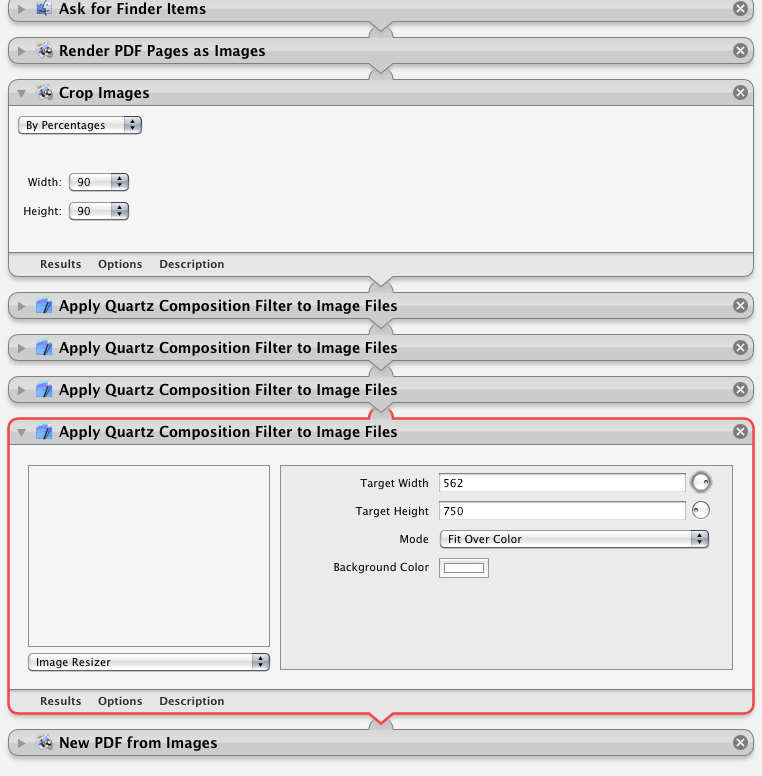 Ask for Finder Items
Render PDF Pages as Images
Crop Images
By Percentages
Width: 90
Height: 90
Results Options Description
Apply Quartz Composition Filter to Image Files
Apply Quartz Composition Filter to Image Files
Apply Quartz Composition Filter to Image Files
Apply Quartz Composition Filter to Image Files
Target Width 562
Target Height 750
Mode Fit Over Color
Background Color
Image Resizer
Results Options Description
New PDF from Images